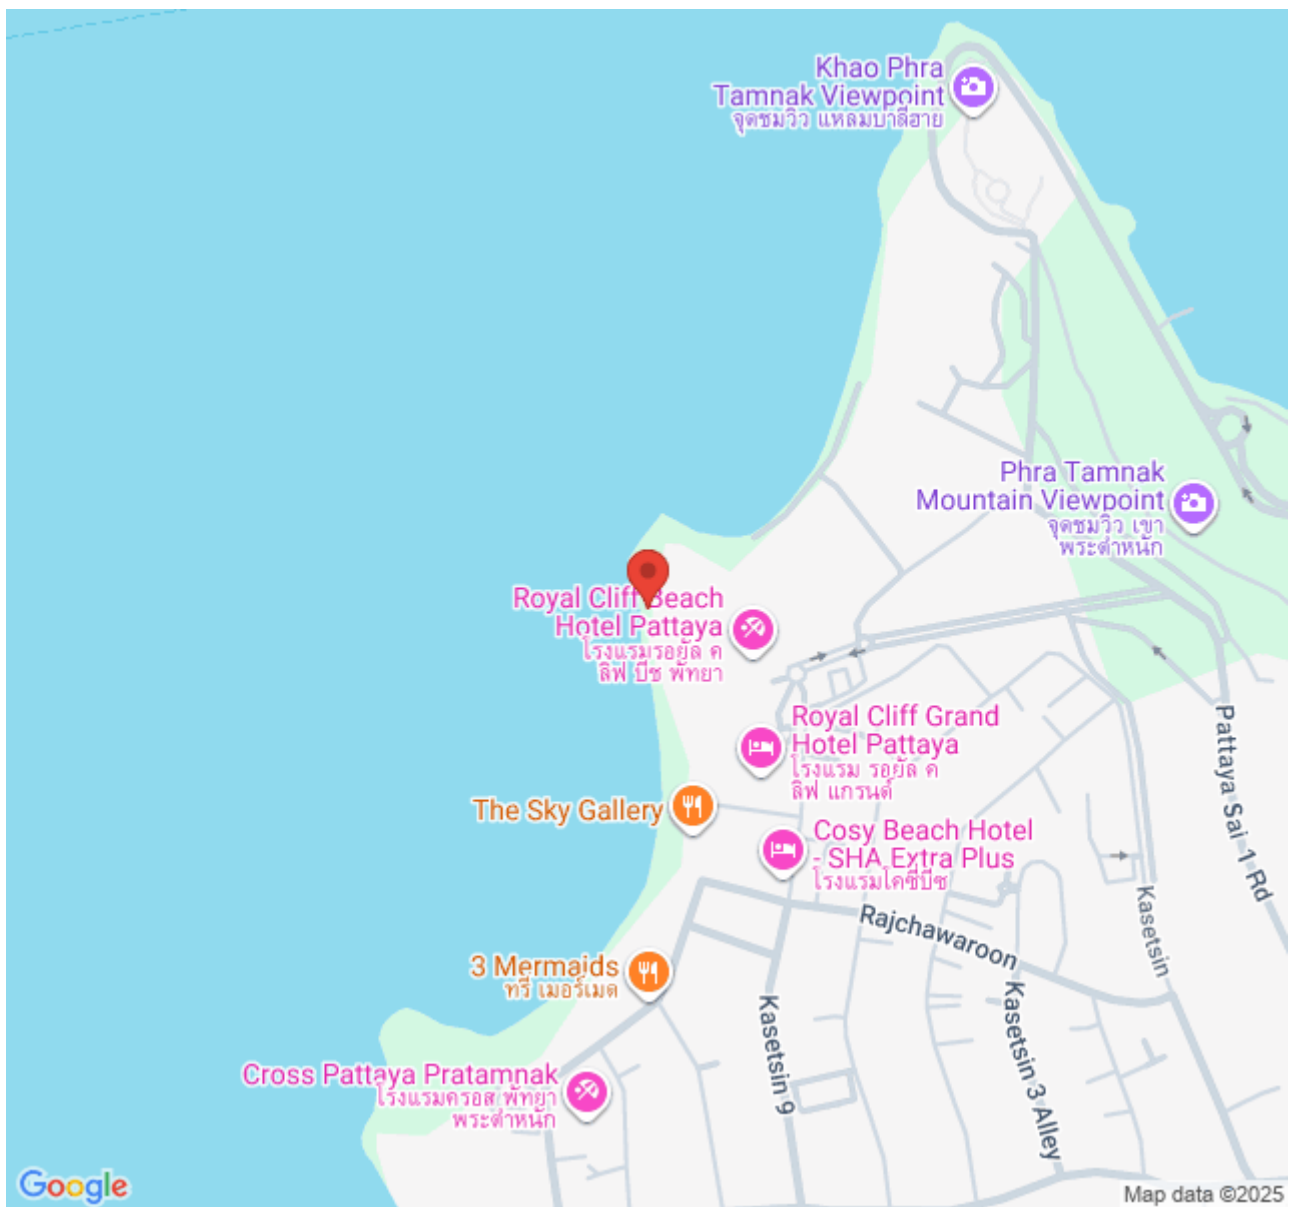 Khao Phra
Tamnak Viewpoint
จุดชมวิว แหลมบาลีฮาย
Phra Tamnak
Mountain Viewpoint
จุดชมวิว เขา
พระตำหนัก
Royal Cliff Beach
Hotel Pattaya
โรงแรมรอยัล ค
ลิฟ บีช พัทยา
Royal Cliff Grand
Hotel Pattaya
โรงแรม รอยัล ค
ลิฟ แกรนด์
Pattaya Sai 1 Rd
The Sky Gallery
Cosy Beach Hotel
- SHA Extra Plus
โรงแรมโคซี่บีช
Rajchawaroon
Kasetsin
3 Mermaids
ทรี เมอร์เมด
Kasetsin 9
Kasetsin 3 Alley
Cross Pattaya Pratamnak
โรงแรมครอส พัทยา
พระตำหนัก
Google
Map data ©2025